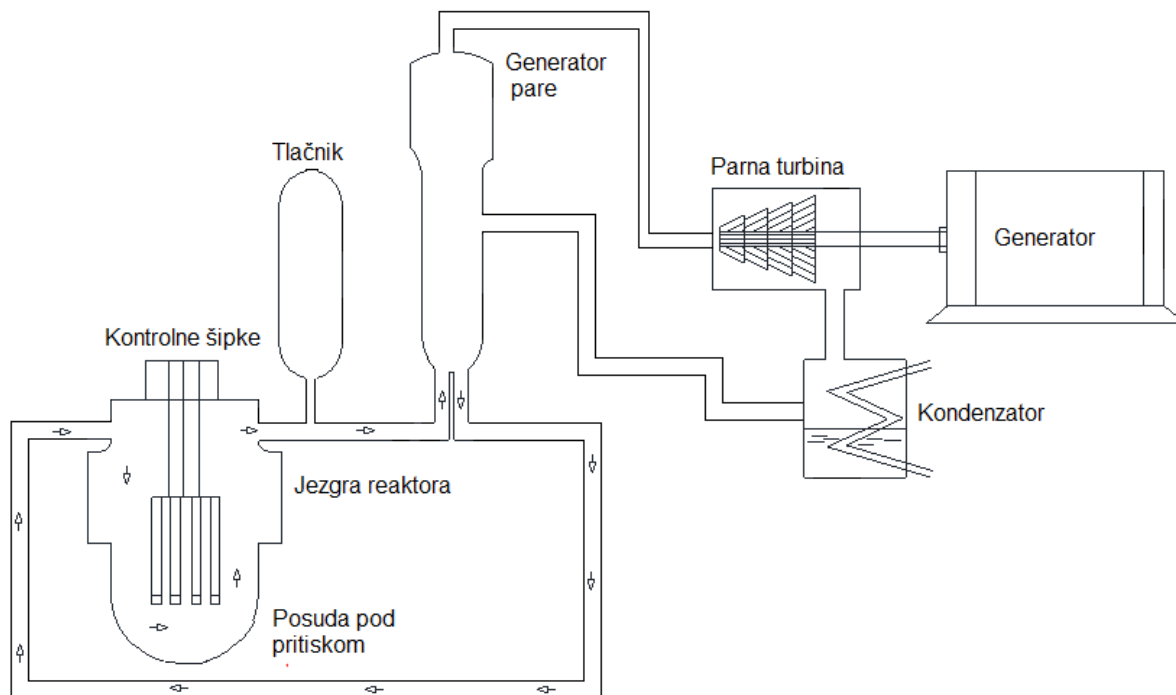 Generator
pare
Tlačnik
Parna turbina
Generator
Kontrolne šipke
Kondenzator
Jezgra reaktora
Posuda pod
pritiskom